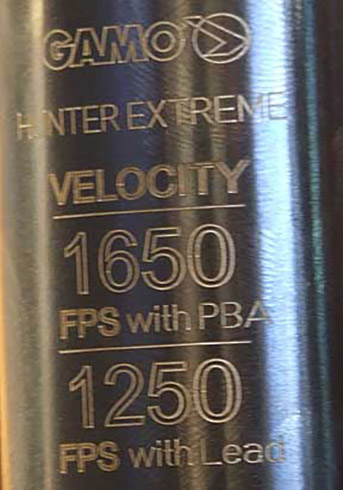 GAMO
HUNTER EXTREME
VELOCITY
1650
FPS with PBA
1250
FPS with Lead